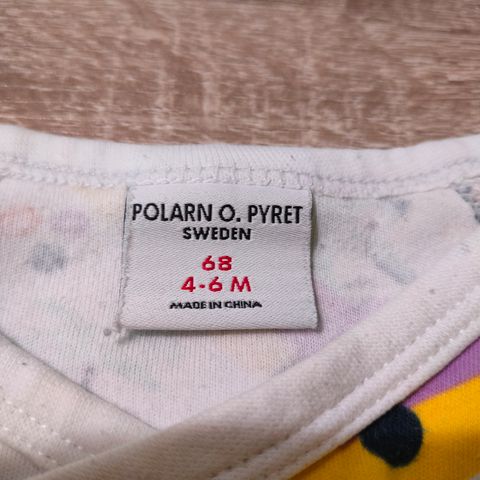 POLARN O. PYRET
SWEDEN
68
4-6 M
MADE IN CHINA